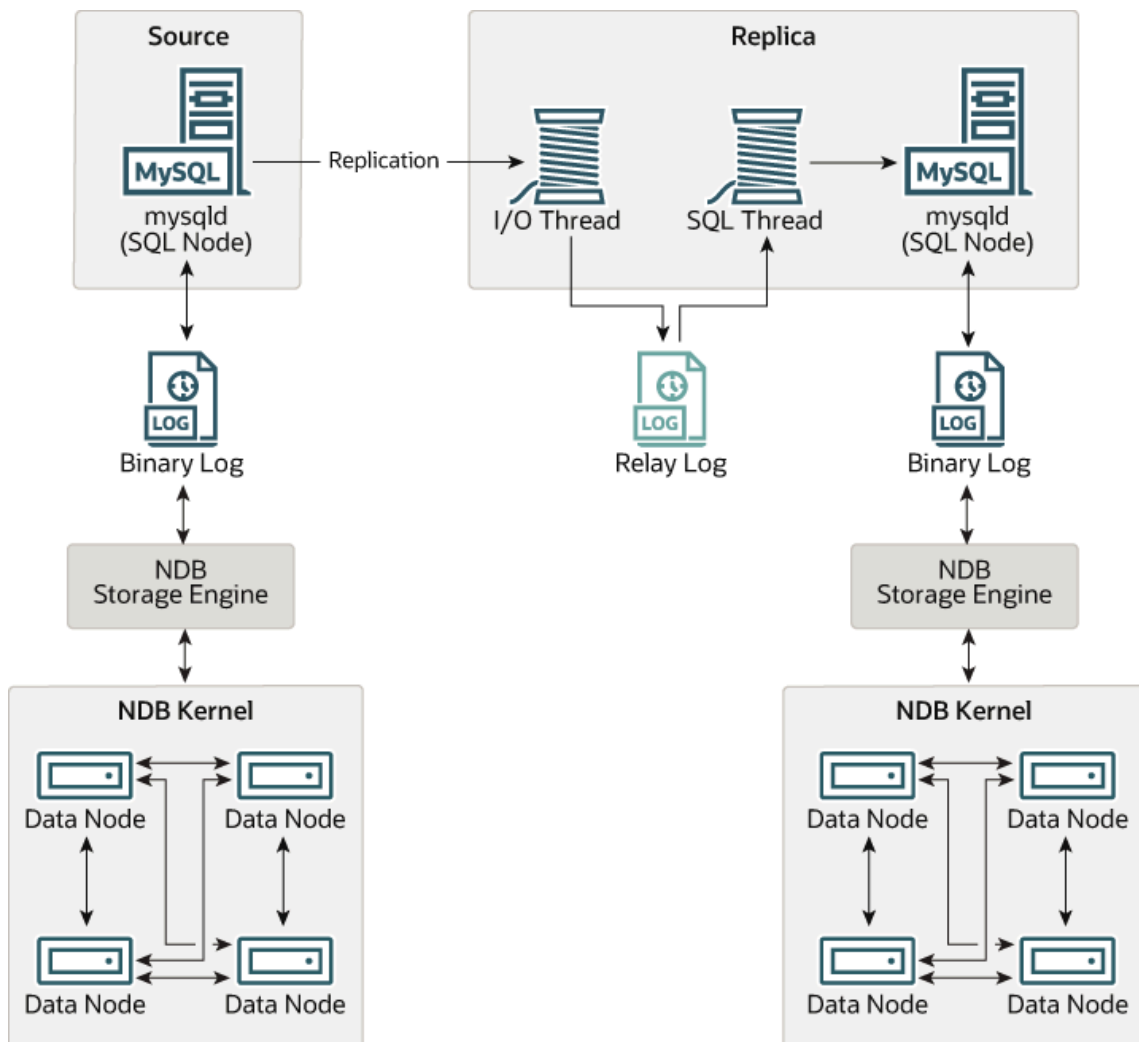 Source
Replica
MySQL
Replication
MySQL
mysqld
(SQL Node)
I/O Thread
SQL Thread
mysqld
(SQL Node)
LOG
LOG
LOG
Binary Log
Relay Log
Binary Log
NDB
Storage Engine
NDB
Storage Engine
NDB Kernel
NDB Kernel
Data Node
Data Node
Data Node
Data Node
Data Node
Data Node
Data Node
Data Node